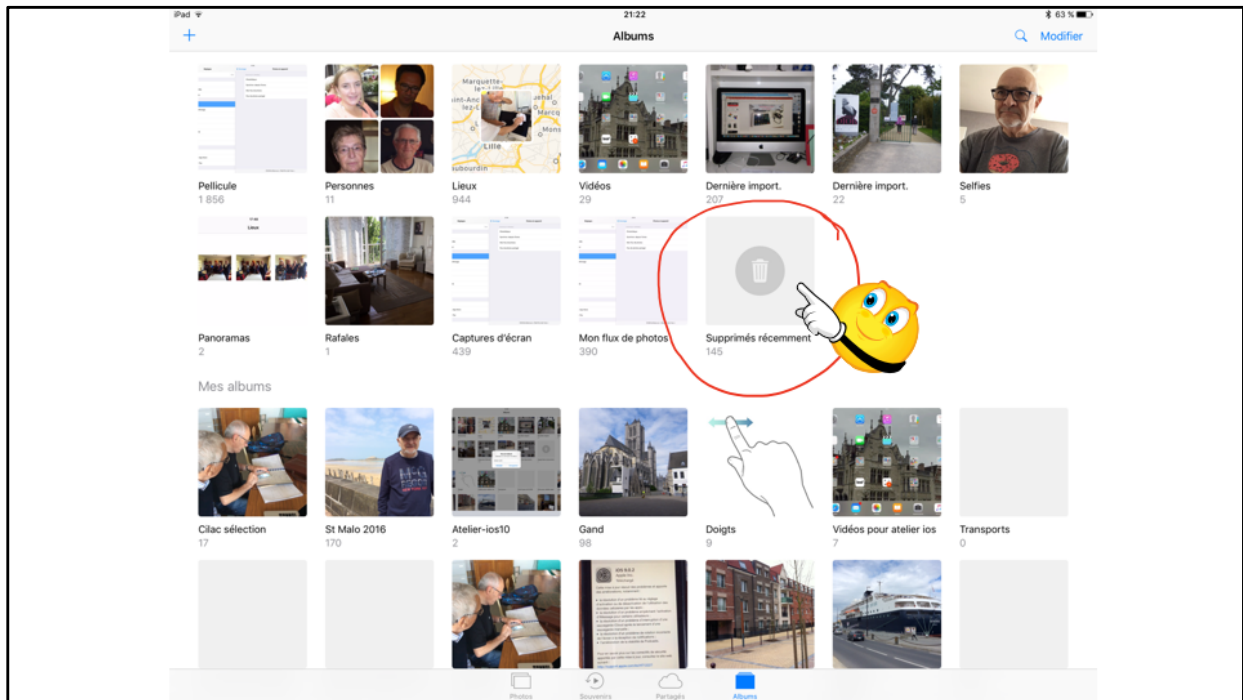 iPad
21:22
63 %
Albums
Modifier
Pellicule
1 856
Personnes
11
Lieux
944
Vidéos
29
Dernière import.
207
Dernière import.
22
Selfies
5
Panoramas
2
Rafales
1
Captures d'écran
439
Mon flux de photos
390
Supprimés récemment
145
Mes albums
Cilac sélection
17
St Malo 2016
170
Atelier-ios10
2
Gand
98
Doigts
9
Vidéos pour atelier ios
7
Transports
0
Photos
Souvenirs
Partagés
Albums